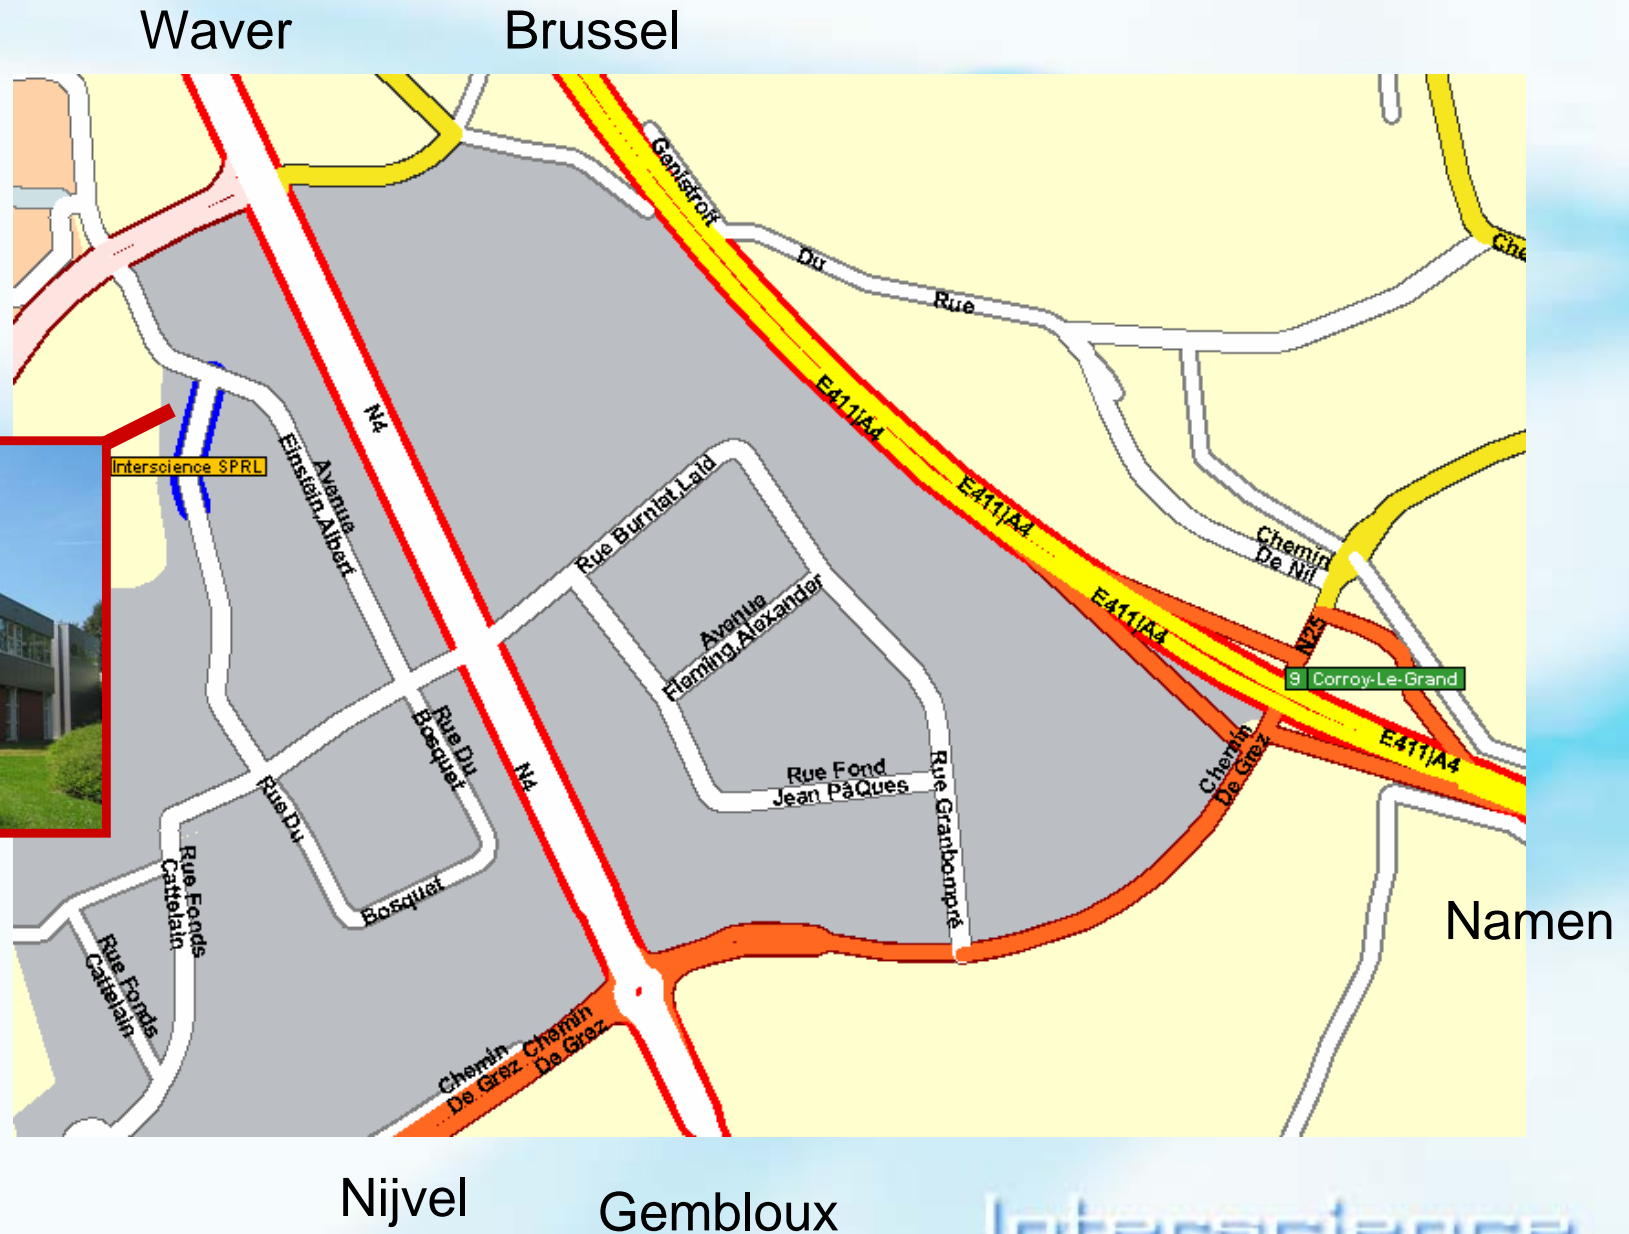 Waver
Brussel
Genistroit
Du
Rue
Che
N4
E411|A4
Interscience SPRL
Avenue
Einstein,Albert
Rue Burniat,Laid
E411|A4
Chemin
De Nil
Avenue
Fleming,Alexander
E411|A4
N25
9 Corroy-Le-Grand
Rue Du
Bosquet
N4
Rue Fond
Jean PâQues
Rue Granbompré
Chemin
De Grez
E411|A4
Rue Du
Bosquet
Rue Fonds
Cattelain
Rue Fonds
Cattelain
Namen
Chemin
De Grez
Chemin
De Grez
Nijvel
Gembloux
Interscience